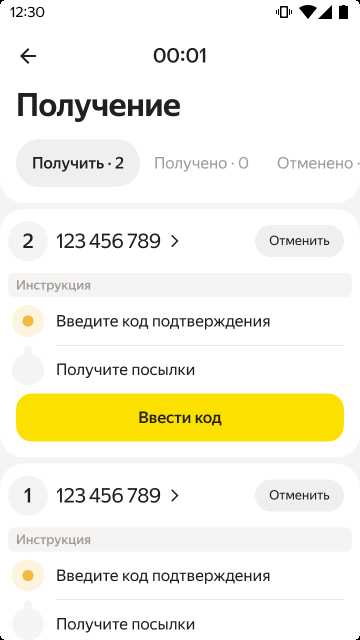 12:30
00:01
Получение
Получить · 2 Получено · 0 Отменено ·
2 123 456 789 Отменить
Инструкция
Введите код подтверждения
Получите посылки
Ввести код
1 123 456 789 Отменить
Инструкция
Введите код подтверждения
Получите посылки